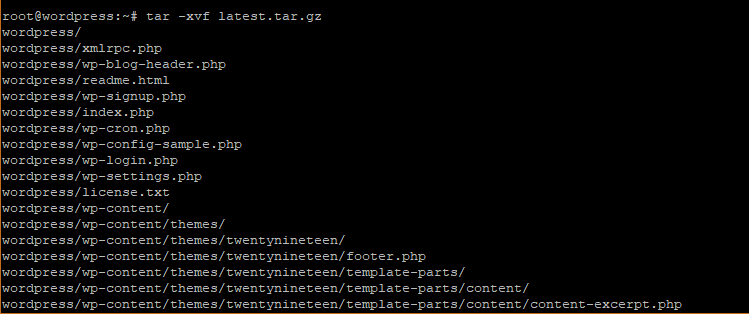 root@wordpress:~# tar -xvf latest.tar.gz
wordpress/
wordpress/xmlrpc.php
wordpress/wp-blog-header.php
wordpress/readme.html
wordpress/wp-signup.php
wordpress/index.php
wordpress/wp-cron.php
wordpress/wp-config-sample.php
wordpress/wp-login.php
wordpress/wp-settings.php
wordpress/license.txt
wordpress/wp-content/
wordpress/wp-content/themes/
wordpress/wp-content/themes/twentynineteen/
wordpress/wp-content/themes/twentynineteen/footer.php
wordpress/wp-content/themes/twentynineteen/template-parts/
wordpress/wp-content/themes/twentynineteen/template-parts/content/
wordpress/wp-content/themes/twentynineteen/template-parts/content/content-excerpt.php